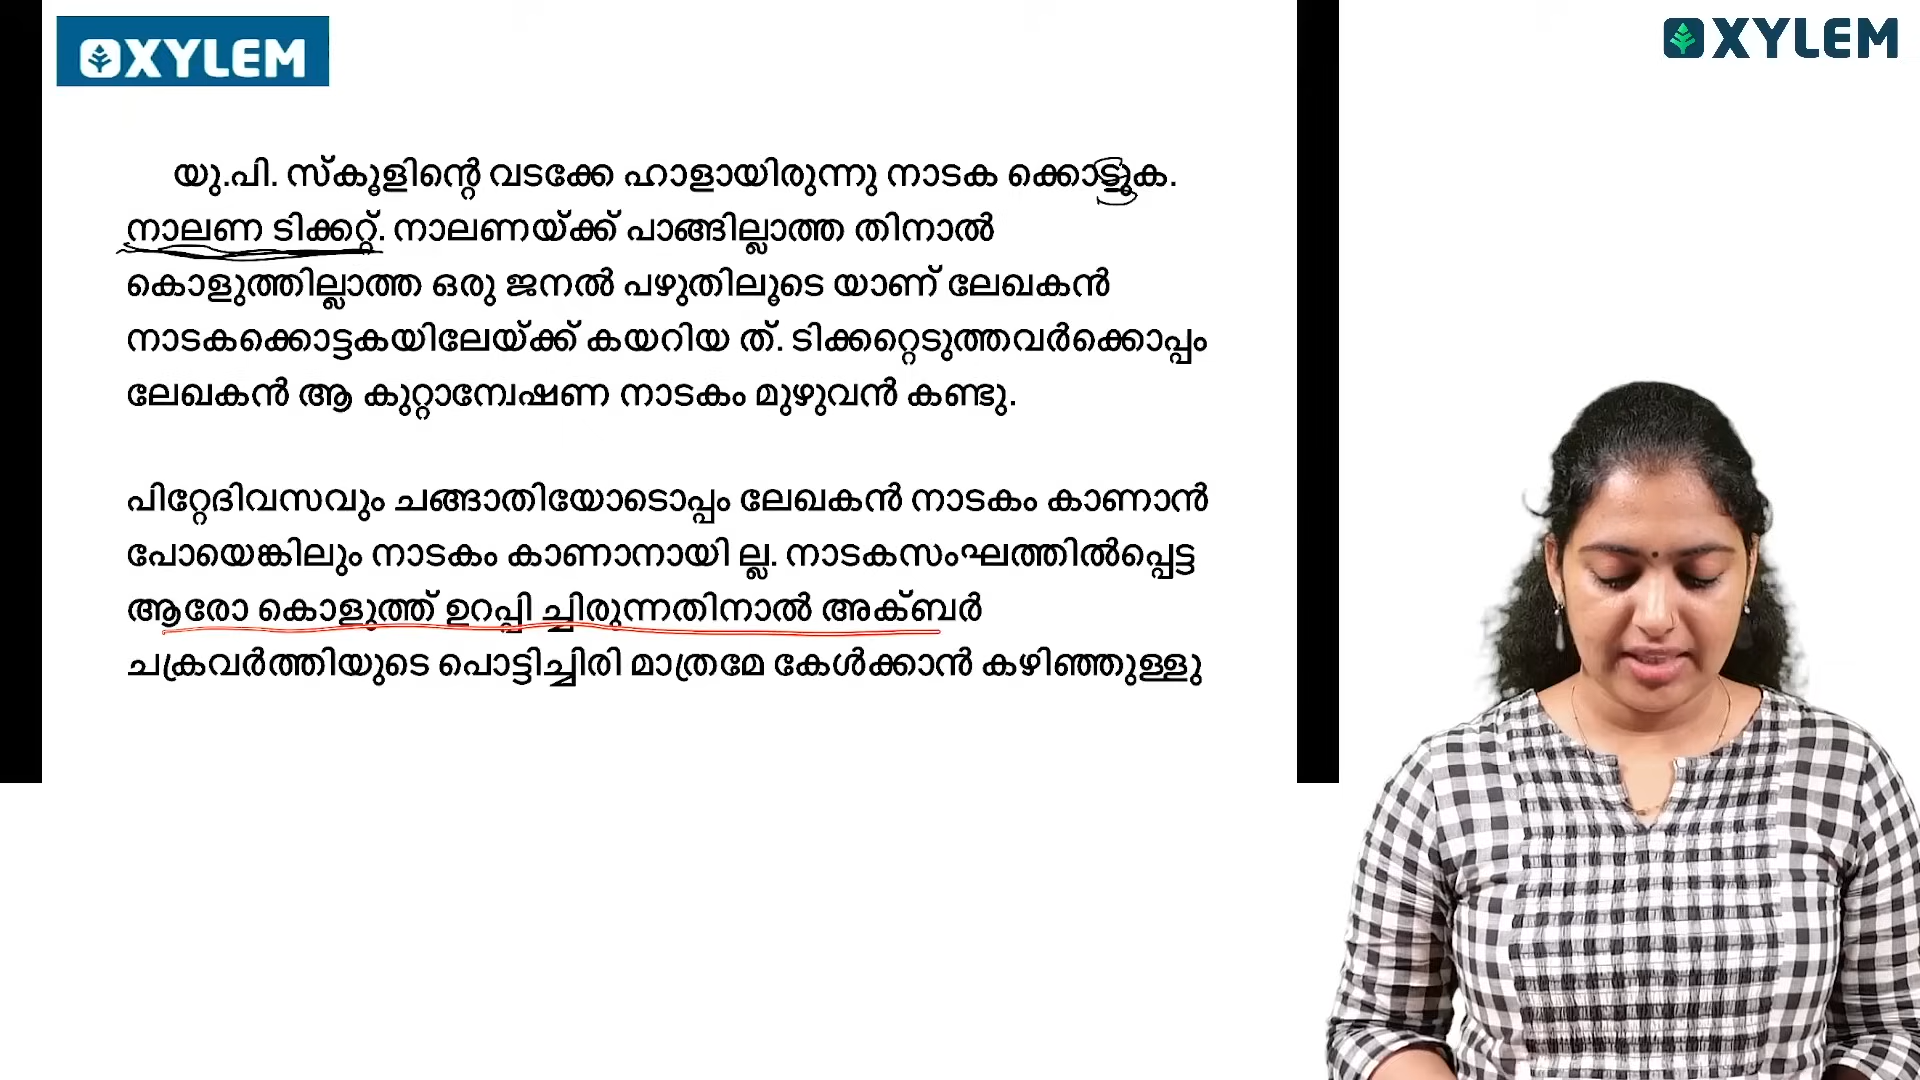 XYLEM
XYLEM
യു.പി. സ്കൂളിന്റെ വടക്കേ ഹാളായിരുന്നു നാടക ക്കൊട്ടക.
നാലണ ടിക്കറ്റ്. നാലണയ്ക്ക് പാങ്ങില്ലാത്ത തിനാൽ
കൊളുത്തില്ലാത്ത ഒരു ജനൽ പഴുതിലൂടെ യാണ് ലേഖകൻ
നാടകക്കൊട്ടകയിലേയ്ക്ക് കയറിയ ത്. ടിക്കറ്റെടുത്തവർക്കൊപ്പം
ലേഖകൻ ആ കുറ്റാന്വേഷണ നാടകം മുഴുവൻ കണ്ടു.
പിറ്റേദിവസവും ചങ്ങാതിയോടൊപ്പം ലേഖകൻ നാടകം കാണാൻ
പോയെങ്കിലും നാടകം കാണാനായി ല്ല. നാടകസംഘത്തിൽപ്പെട്ട
ആരോ കൊളുത്ത് ഉറപ്പി ച്ചിരുന്നതിനാൽ അക്ബർ
ചക്രവർത്തിയുടെ പൊട്ടിച്ചിരി മാത്രമേ കേൾക്കാൻ കഴിഞ്ഞുള്ളു